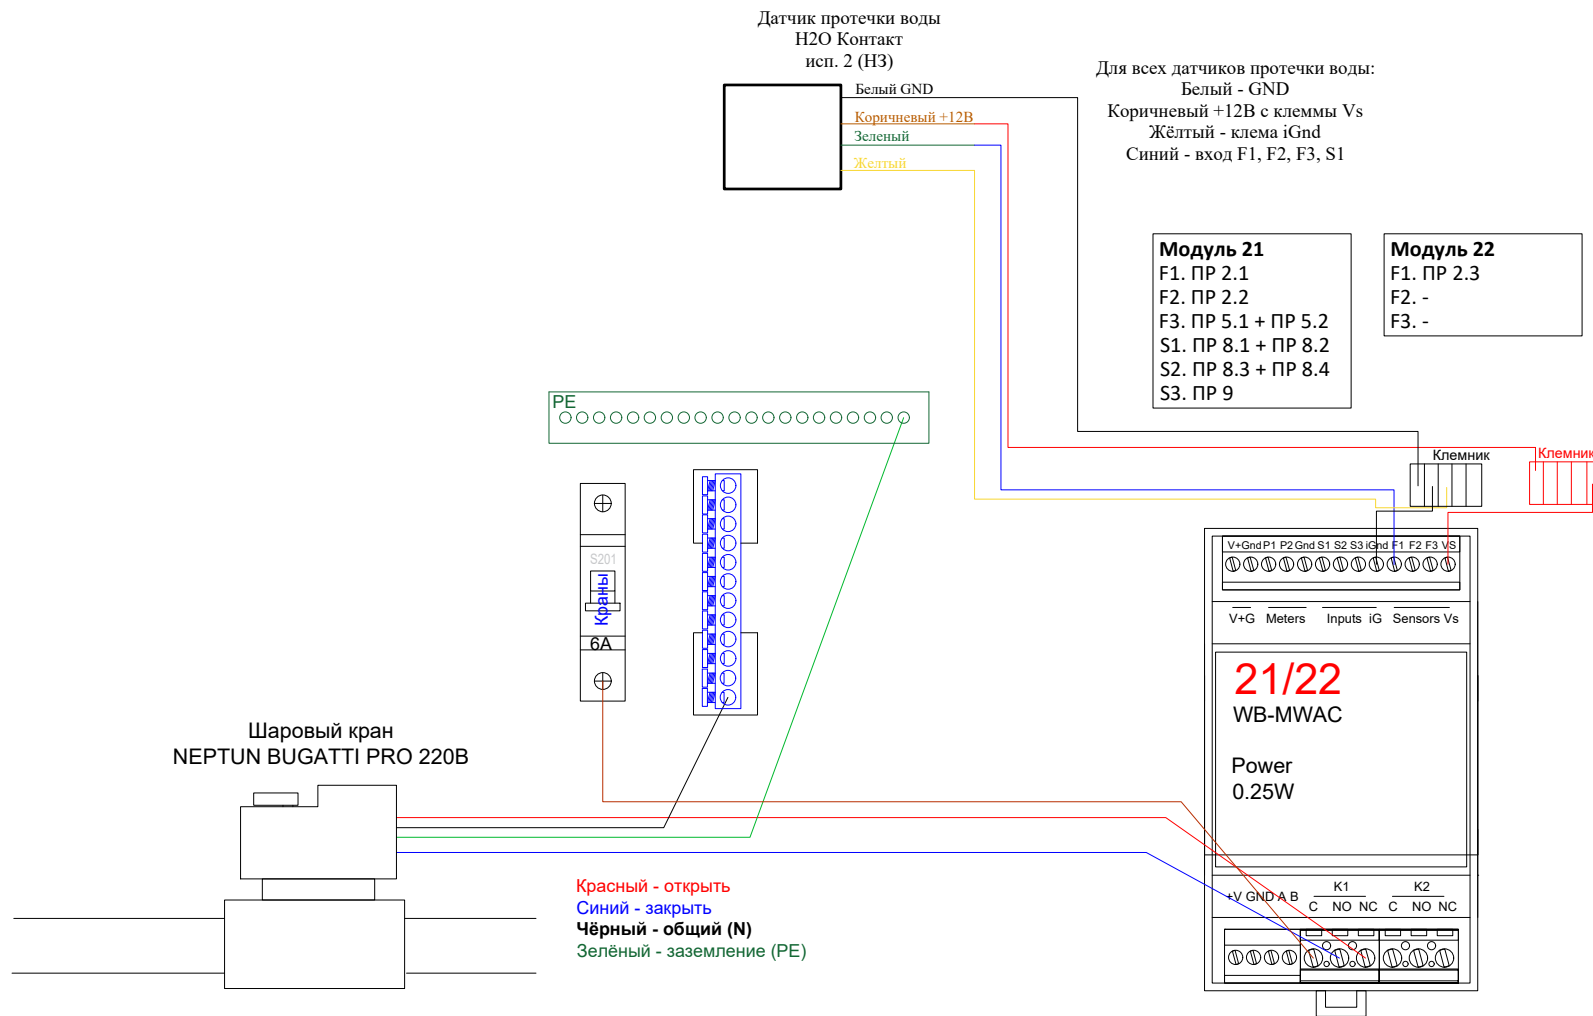 Датчик протечки воды
H2O Контакт
исп. 2 (НЗ)
Для всех датчиков протечки воды:
Белый - GND
Коричневый +12В с клеммы Vs
Жёлтый - клема iGnd
Синий - вход F1, F2, F3, S1
Белый GND
Коричневый +12В
Зеленый
Желтый
Модуль 21
F1. ПР 2.1
F2. ПР 2.2
F3. ПР 5.1 + ПР 5.2
S1. ПР 8.1 + ПР 8.2
S2. ПР 8.3 + ПР 8.4
S3. ПР 9
Модуль 22
F1. ПР 2.3
F2. -
F3. -
PE
Клемник
Клемник
S201
Краны
6A
V+ Gnd P1 P2 Gnd S1 S2 S3 iGnd F1 F2 F3 VS
V+G Meters Inputs iG Sensors Vs
21/22
WB-MWAC
Power
0.25W
Шаровый кран
NEPTUN BUGATTI PRO 220В
Красный - открыть
Синий - закрыть
Чёрный - общий (N)
Зелёный - заземление (PE)
K1 K2
+V GND A B C NO NC C NO NC